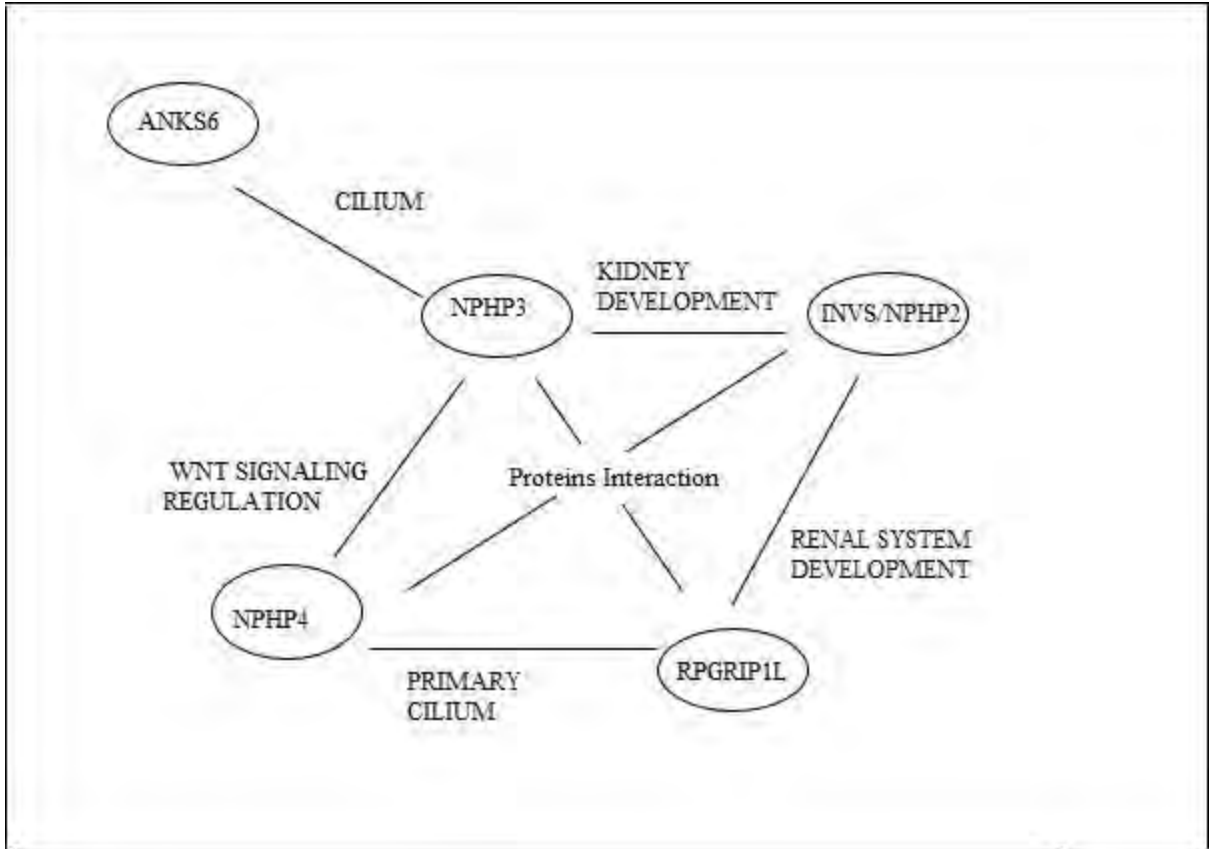 ANKS6
CILIUM
KIDNEY
DEVELOPMENT
NPHP3
INVS/NPHP2
WNT SIGNALING
REGULATION
Proteins Interaction
RENAL SYSTEM
DEVELOPMENT
NPHP4
RPGRIP1L
PRIMARY
CILIUM